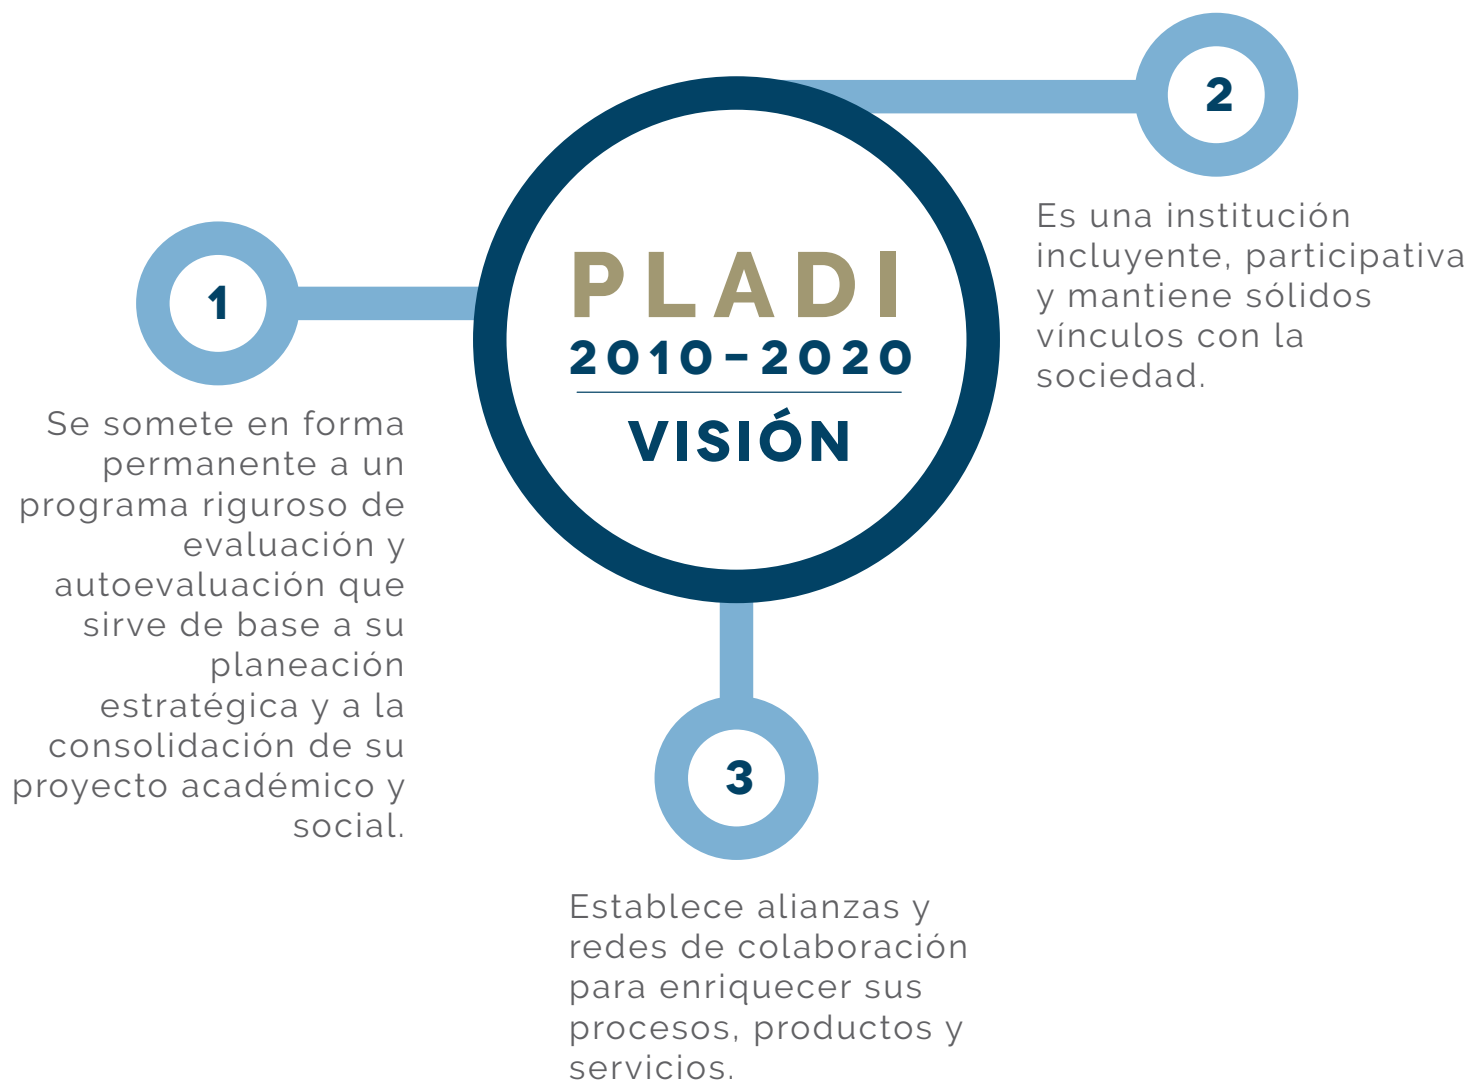 PLADI
2010-2020
VISIÓN
1
Se somete en forma
permanente a un
programa riguroso de
evaluación y
autoevaluación que
sirve de base a su
planeación
estratégica y a la
consolidación de su
proyecto académico y
social.
2
Es una institución
incluyente, participativa
y mantiene sólidos
vínculos con la
sociedad.
3
Establece alianzas y
redes de colaboración
para enriquecer sus
procesos, productos y
servicios.